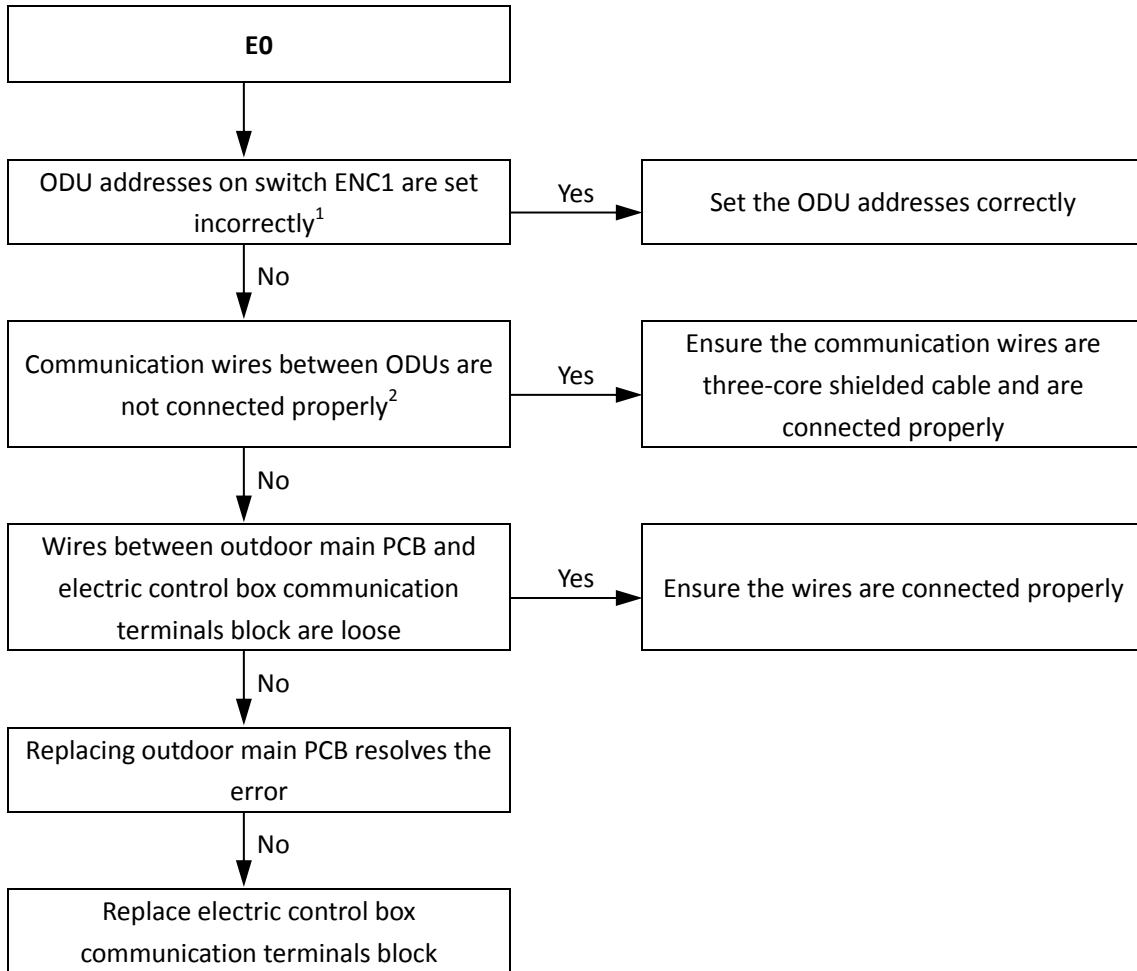 E0
ODU addresses on switch ENC1 are set
incorrectly¹
Yes
Set the ODU addresses correctly
No
Communication wires between ODUs are
not connected properly²
Yes
Ensure the communication wires are
three-core shielded cable and are
connected properly
No
Wires between outdoor main PCB and
electric control box communication
terminals block are loose
Yes
Ensure the wires are connected properly
No
Replacing outdoor main PCB resolves the
error
No
Replace electric control box
communication terminals block